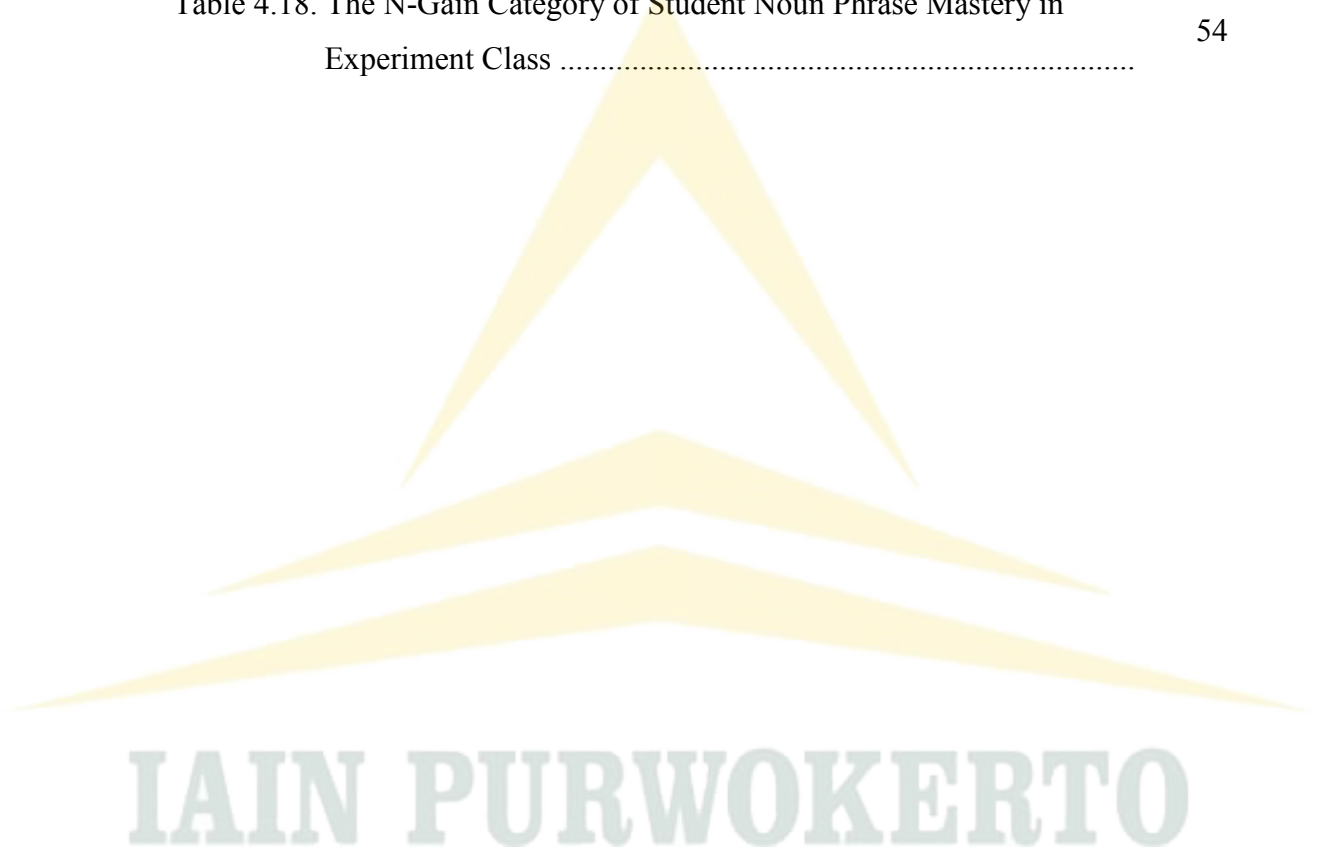 Table 4.18. The N-Gain Category of Student Noun Phrase Mastery in
Experiment Class ........................................................................ 54
IAIN PURWOKERTO